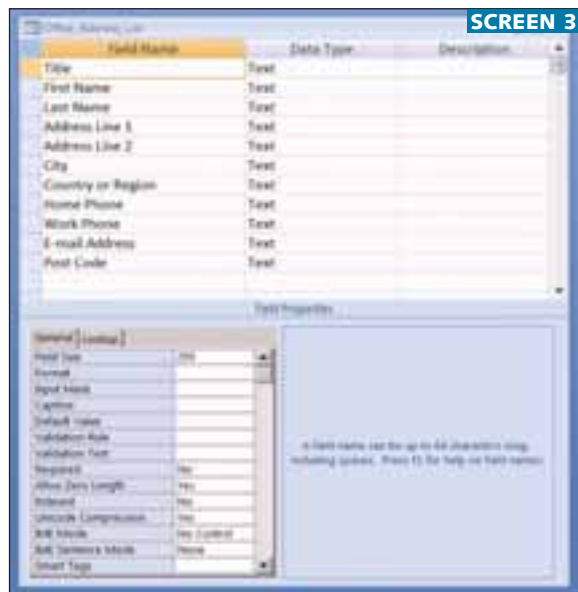 SCREEN 3
Office_Address_List
Field Name Data Type Description
Title Text
First Name Text
Last Name Text
Address Line 1 Text
Address Line 2 Text
City Text
Country or Region Text
Home Phone Text
Work Phone Text
E-mail Address Text
Post Code Text
Field Properties
General Lookup
Field Size 255
Format
Input Mask
Caption
Default Value
Validation Rule
Validation Text
Required No
Allow Zero Length Yes
Indexed No
Unicode Compression Yes
IME Mode No Control
IME Sentence Mode None
Smart Tags
A field name can be up to 64 characters long,
including spaces. Press F1 for help on field names.